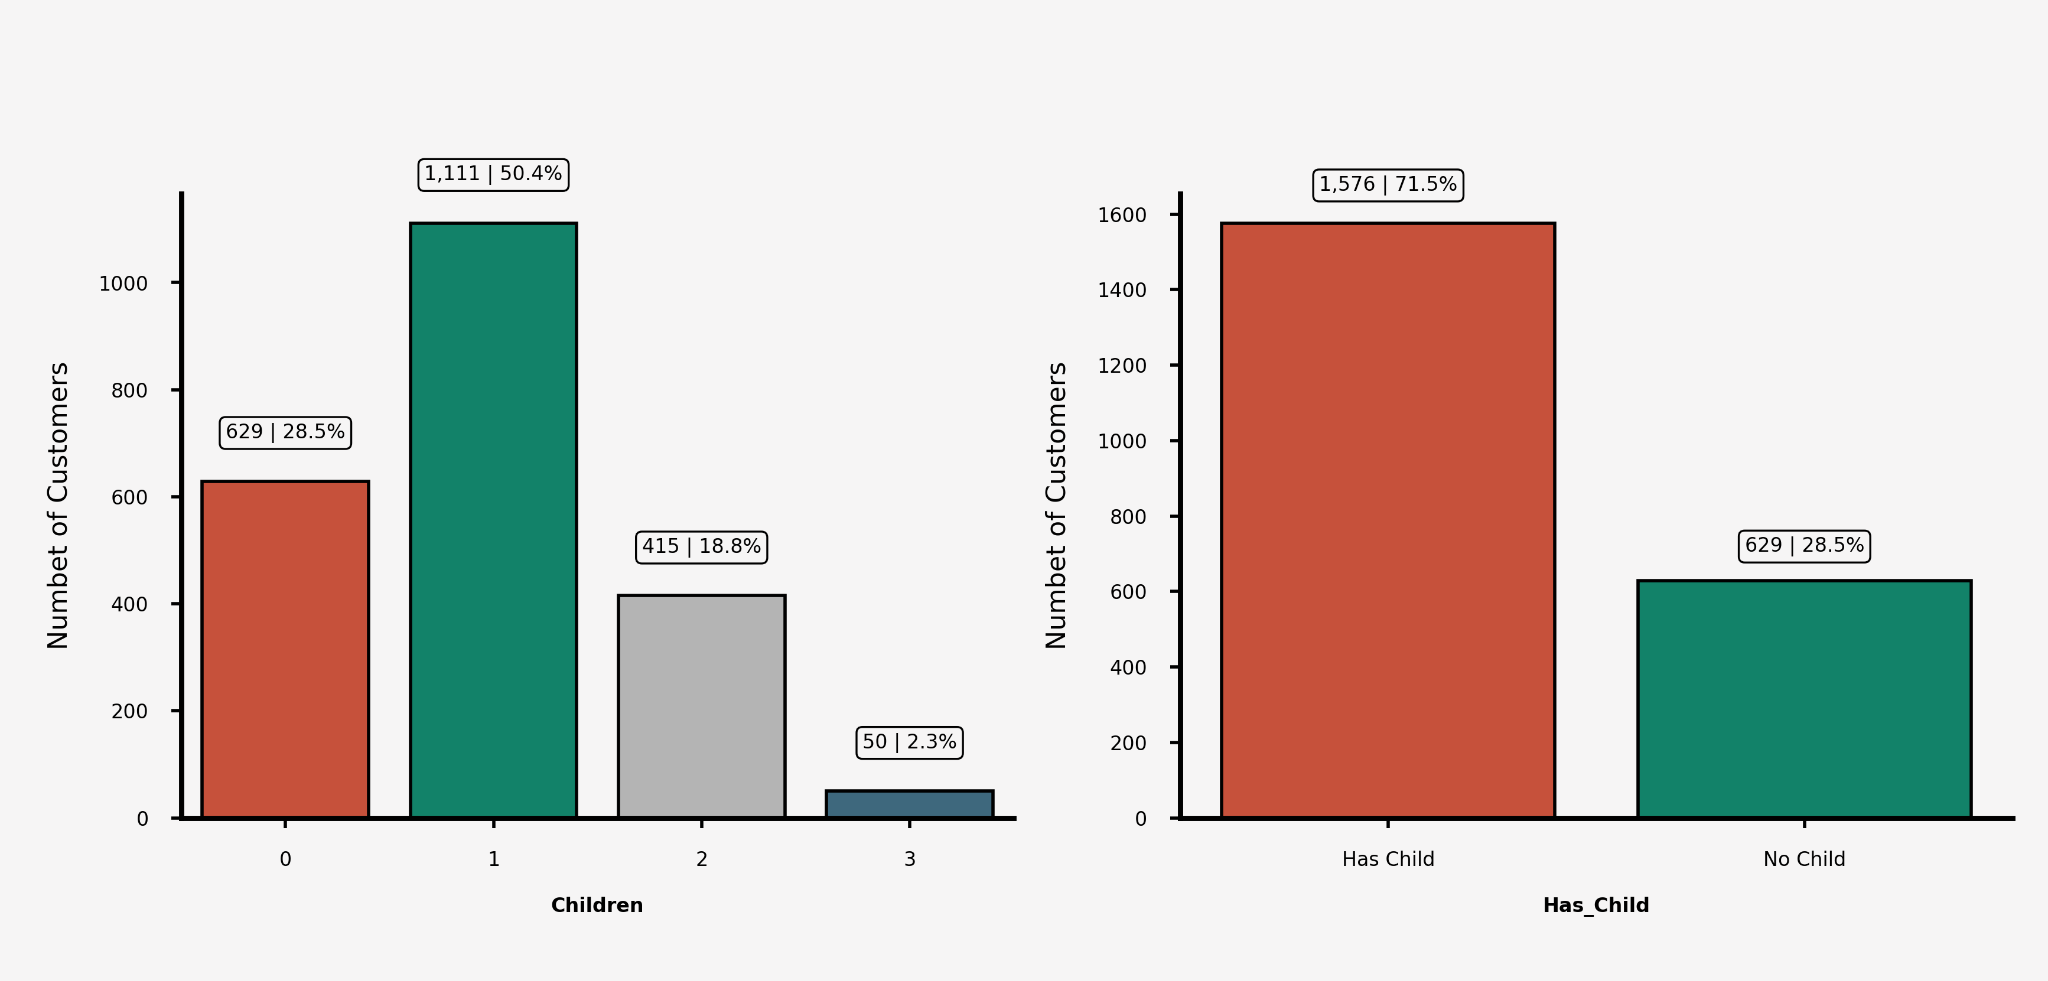 1,111 | 50.4%
629 | 28.5%
415 | 18.8%
50 | 2.3%
1000
800
600
400
200
0
Numbet of Customers
0 1 2 3
Children
1,576 | 71.5%
629 | 28.5%
1600
1400
1200
1000
800
600
400
200
0
Numbet of Customers
Has Child No Child
Has_Child